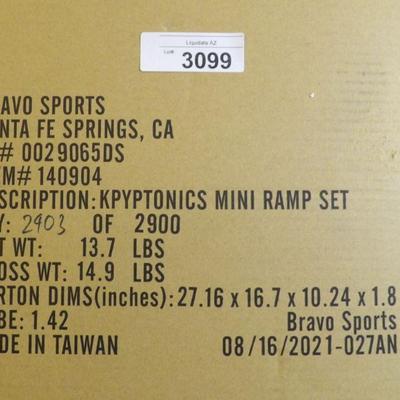 Liquidate AZ
Lot#
3099
AVO SPORTS
NTA FE SPRINGS, CA
# 0029065DS
M# 140904
SCRIPTION: KPYPTONICS MINI RAMP SET
Y: 2903 OF 2900
T WT: 13.7 LBS
OSS WT: 14.9 LBS
RTON DIMS(inches): 27.16 x 16.7 x 10.24 x 1.8
BE: 1.42 Bravo Sports
DE IN TAIWAN 08/16/2021-027AN